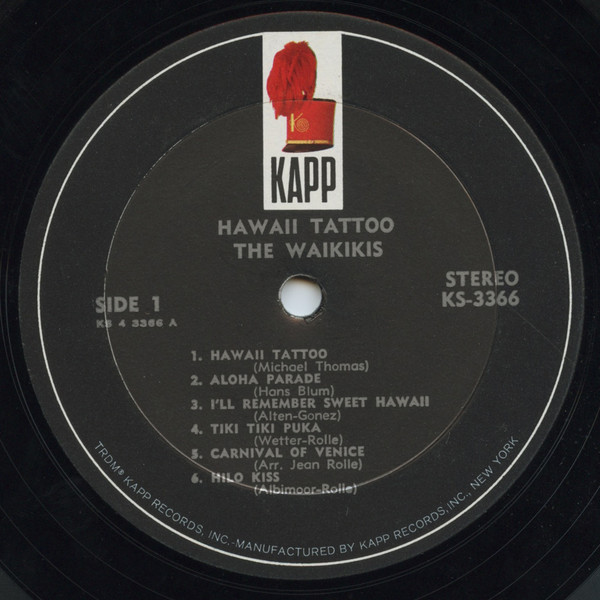 K
KAPP
HAWAII TATTOO
THE WAIKIKIS
SIDE 1
KS 4 3366 A
STEREO
KS-3366
1. HAWAII TATTOO
(Michael Thomas)
2. ALOHA PARADE
(Hans Blum)
3. I'LL REMEMBER SWEET HAWAII
(Alten-Gonez)
4. TIKI TIKI PUKA
(Wetter-Rolle)
5. CARNIVAL OF VENICE
(Arr. Jean Rolle)
6. HILO KISS
(Albimoor-Rolle)
TRDM® KAPP RECORDS, INC.-MANUFACTURED BY KAPP RECORDS, INC., NEW YORK